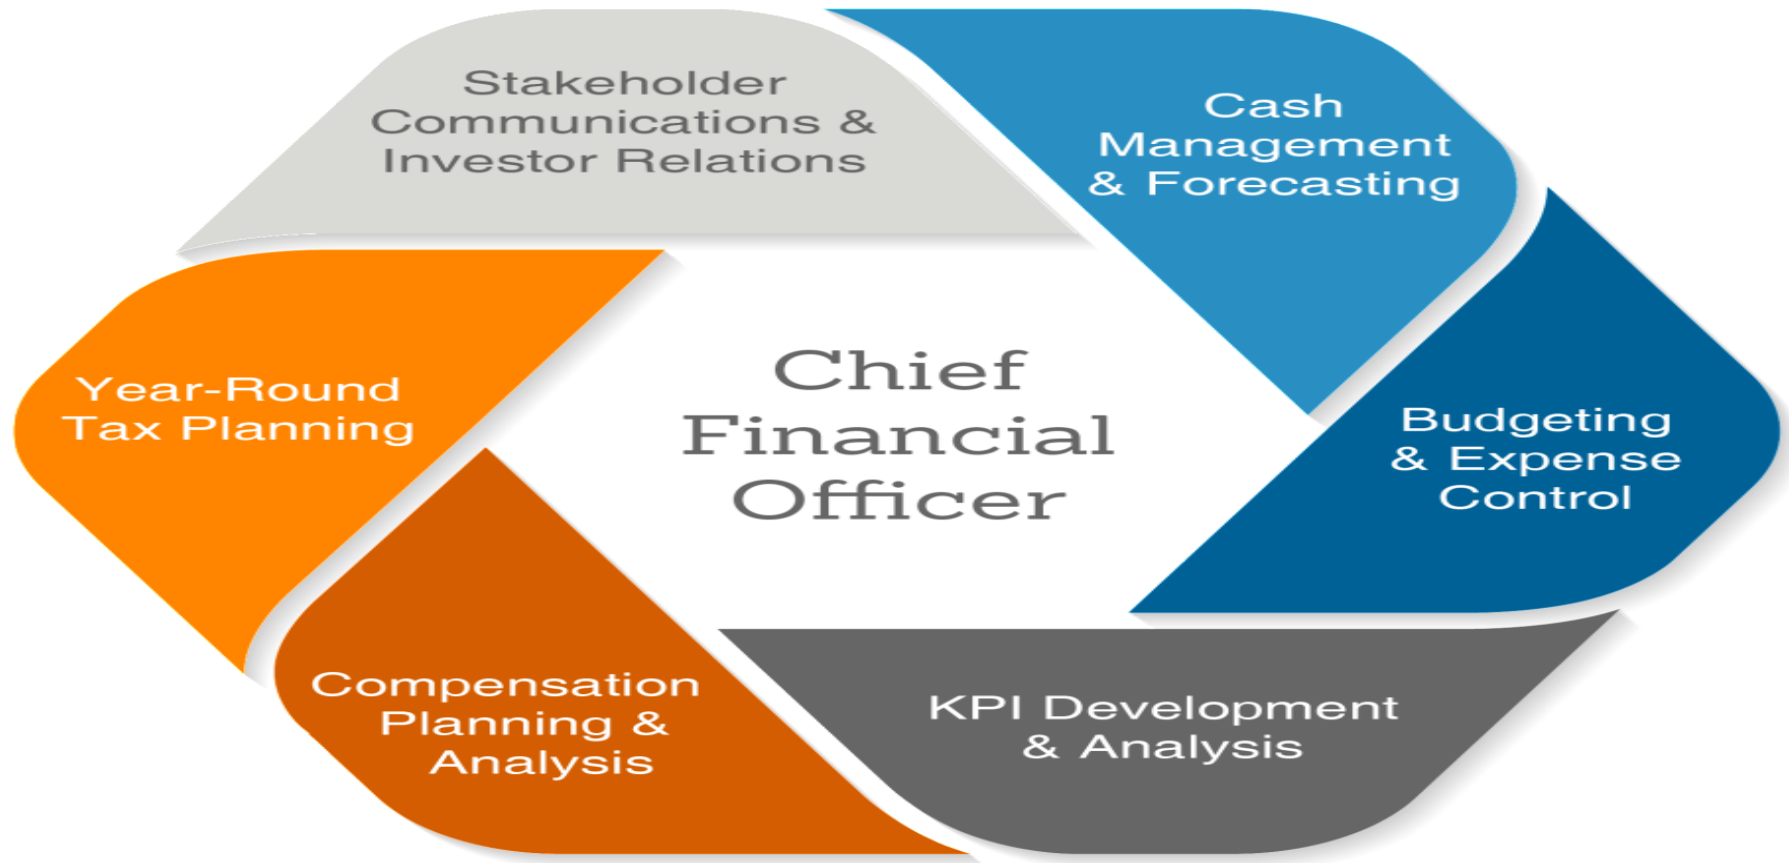 Stakeholder
Communications &
Investor Relations
Cash
Management
& Forecasting
Year-Round
Tax Planning
Chief
Financial
Officer
Budgeting
& Expense
Control
Compensation
Planning &
Analysis
KPI Development
& Analysis